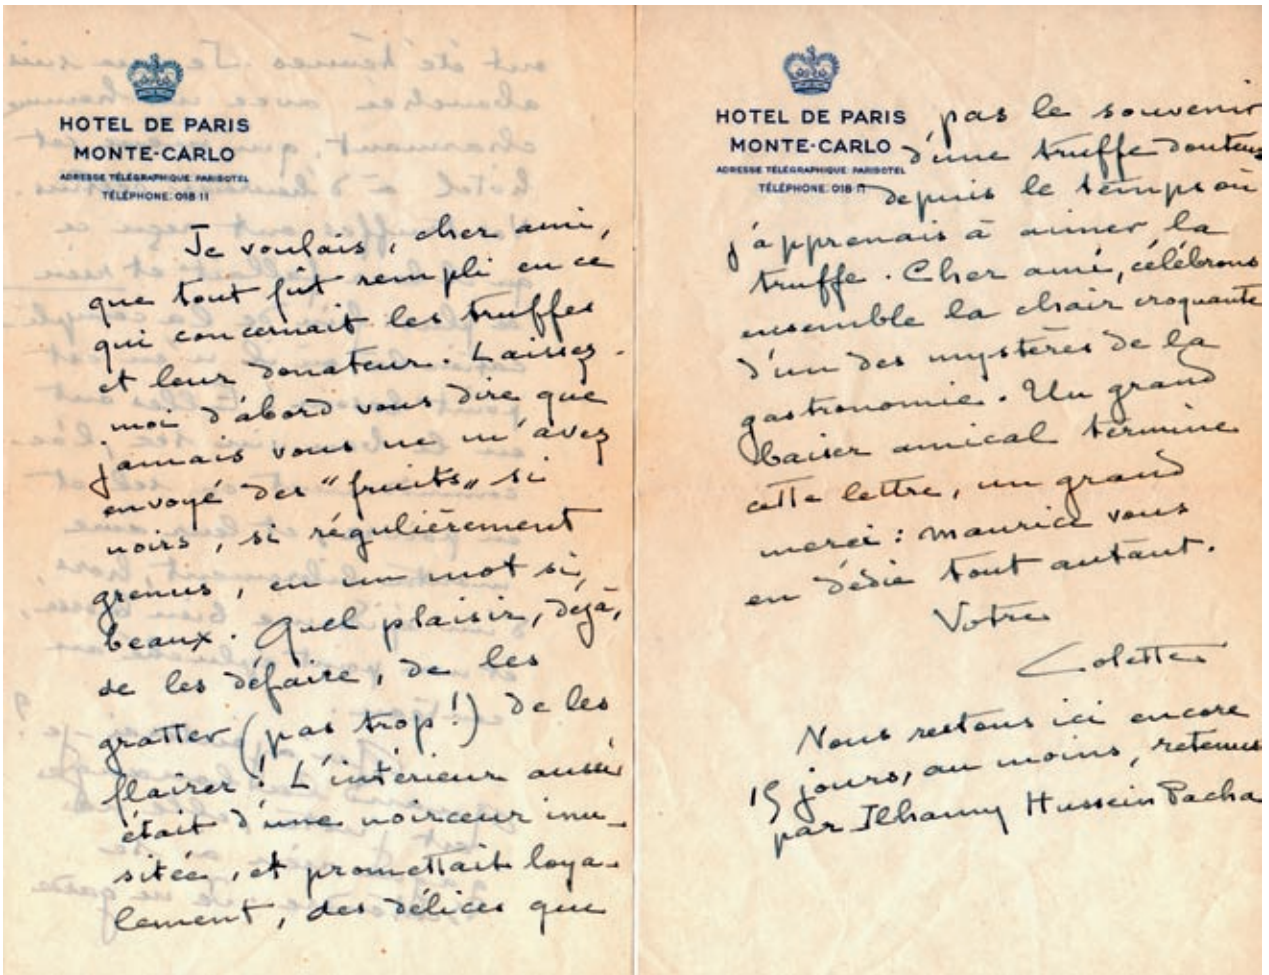 HOTEL DE PARIS
MONTE-CARLO
ADRESSE TÉLÉGRAPHIQUE: PARISOTEL
TÉLÉPHONE: 018 11
Je voulais, cher ami,
que tout fût rempli en ce
qui concernait les truffes
et leur donateur. Laissez-
moi d'abord vous dire que
jamais vous ne m'avez
envoyé des "fruits" si
noirs, si régulièrement
grenus, en un mot si
beaux. Quel plaisir, déjà,
de les défaire, de les
gratter (pas trop!) de les
flairer! L'intérieur aussi
était d'une noirceur inu-
sitée, et promettait loya-
lement, des délices que
HOTEL DE PARIS
MONTE-CARLO
ADRESSE TÉLÉGRAPHIQUE: PARISOTEL
TÉLÉPHONE: 018 11
pas le souvenir
d'une truffe douteuse
depuis le temps où
j'apprenais à aimer la
truffe. Cher ami, célébrons
ensemble la chair croquante
d'un des mystères de la
gastronomie. Un grand
baiser amical termine
cette lettre, un grand
merci: Maurice vous
en dédie tout autant.
Votre
Colette
Nous restons ici encore
15 jours, au moins, retenus
par Ilhamy Hussein Pacha